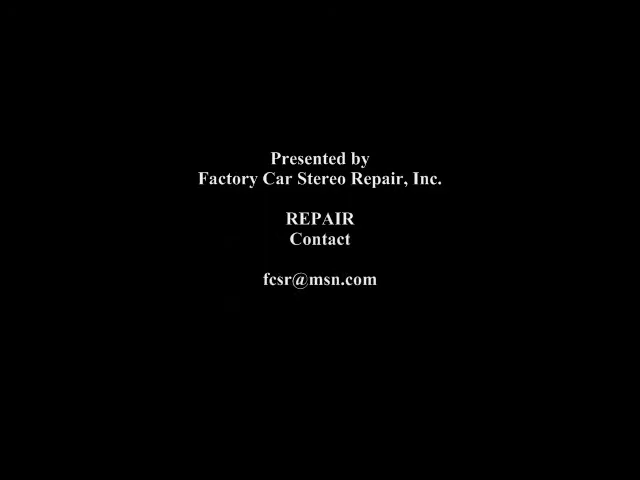 Presented by
Factory Car Stereo Repair, Inc.
REPAIR
Contact
fcsr@msn.com